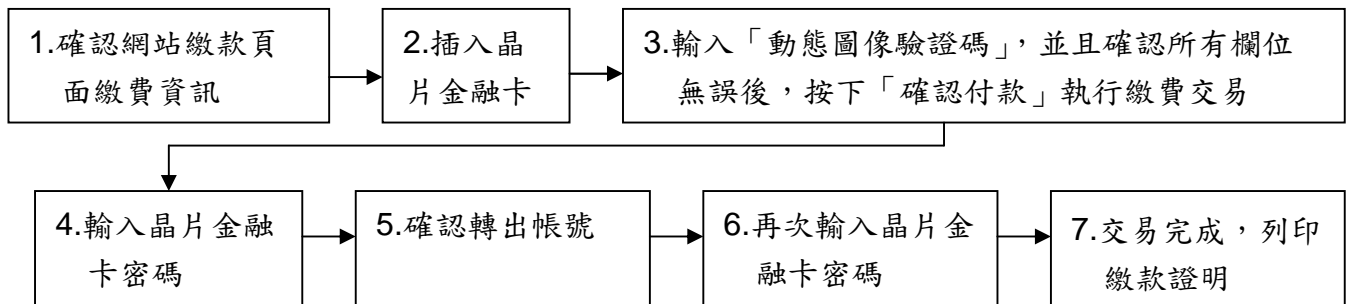 1.確認網站繳款頁
面繳費資訊
2.插入晶
片金融卡
3.輸入「動態圖像驗證碼」，並且確認所有欄位
無誤後，按下「確認付款」執行繳費交易
4.輸入晶片金融
卡密碼
5.確認轉出帳號
6.再次輸入晶片金
融卡密碼
7.交易完成，列印
繳款證明